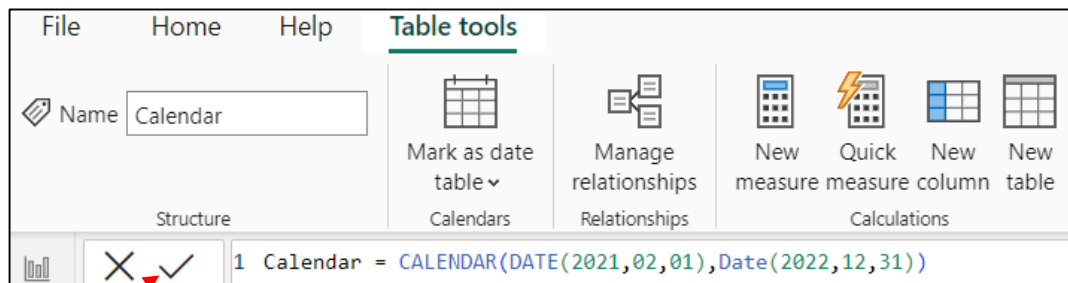 File Home Help Table tools
Name Calendar
Mark as date table
Manage relationships
New measure
Quick measure
New column
New table
Structure Calendars Relationships Calculations
1 Calendar = CALENDAR(DATE(2021,02,01),Date(2022,12,31))